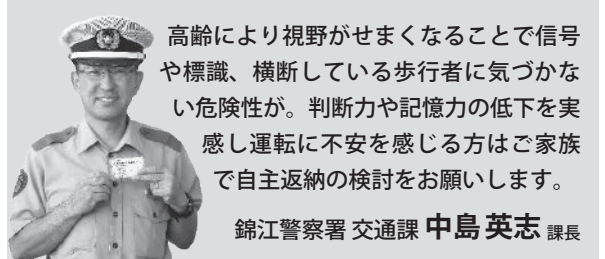 高齢により視野がせまくなることで信号
や標識、横断している歩行者に気づかな
い危険性が。判断力や記憶力の低下を実
感し運転に不安を感じる方はご家族
で自主返納の検討をお願いします。
錦江警察署 交通課 中島 英志 課長